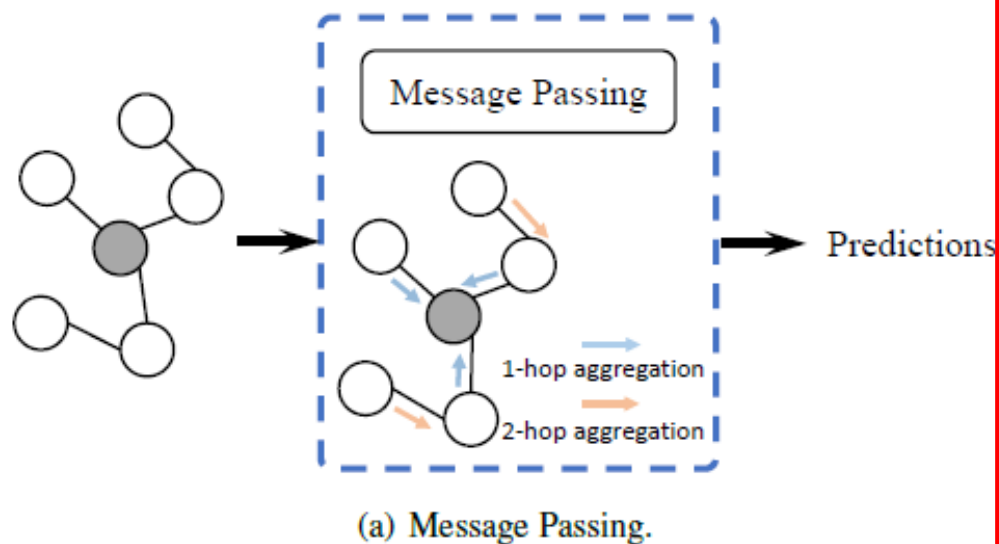 Message Passing
Predictions
1-hop aggregation
2-hop aggregation
(a) Message Passing.